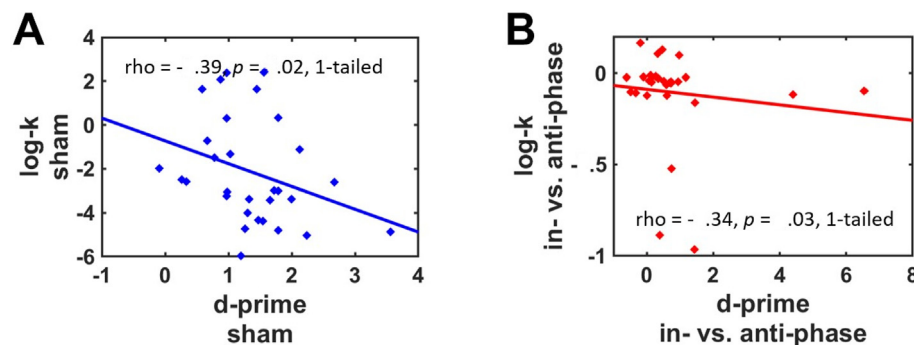 A
4
2
0
-2
-4
-6
log-k
sham
rho = - .39, p = .02, 1-tailed
-1 0 1 2 3 4
d-prime
sham
B
0
-.5
-1
log-k
in- vs. anti-phase
rho = - .34, p = .03, 1-tailed
0 2 4 6 8
d-prime
in- vs. anti-phase